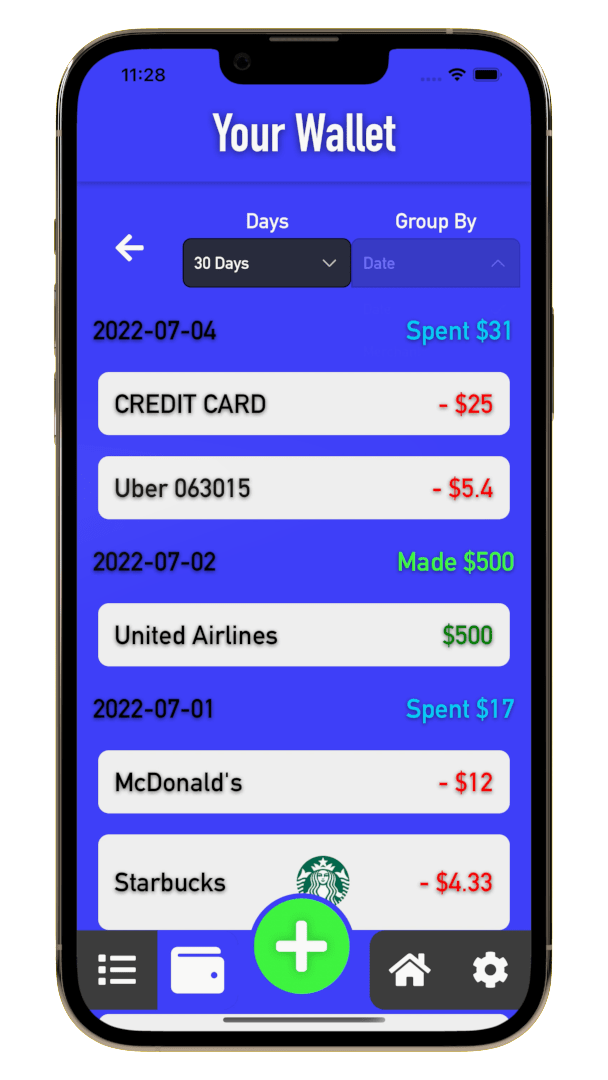 11:28
Your Wallet
Days Group By
30 Days Date
2022-07-04 Spent $31
CREDIT CARD - $25
Uber 063015 - $5.4
2022-07-02 Made $500
United Airlines $500
2022-07-01 Spent $17
McDonald's - $12
Starbucks - $4.33